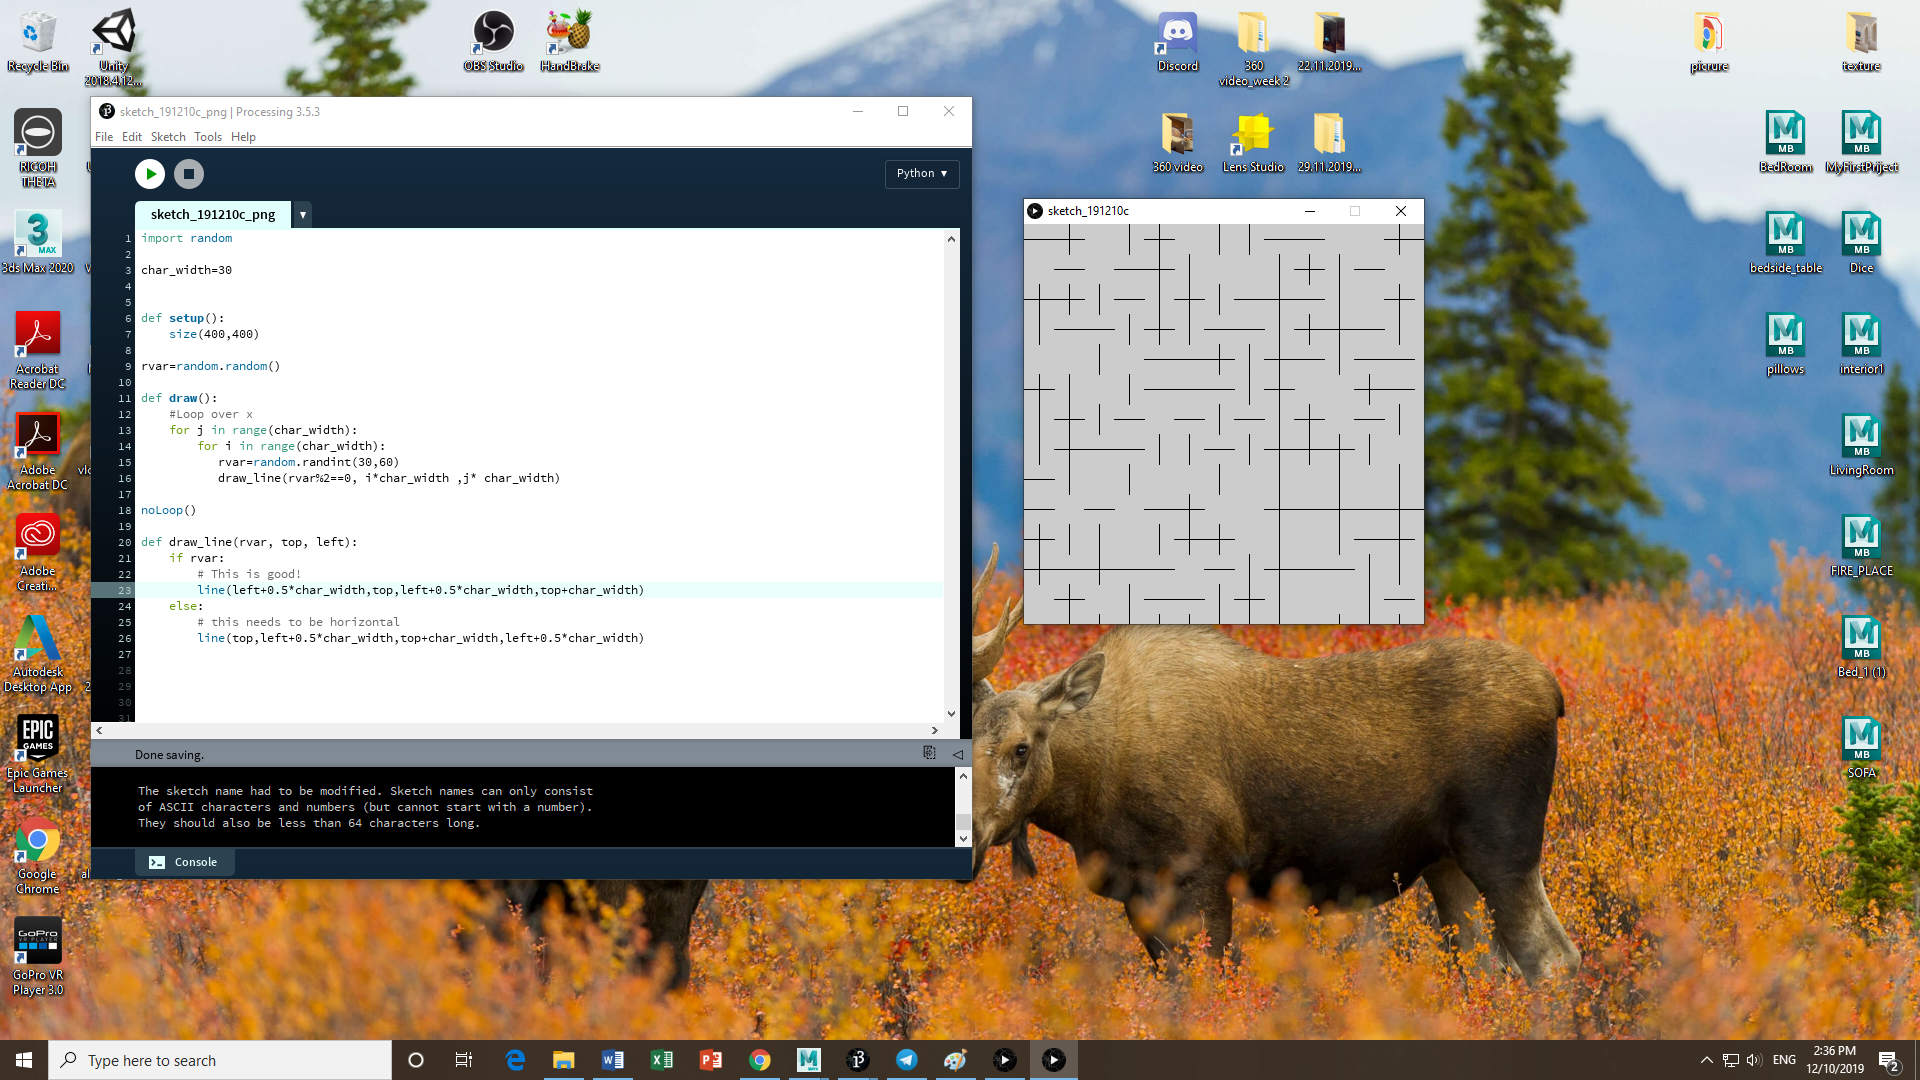 Recycle Bin
Unity
2018.4.12...
OBS Studio
HandBrake
Discord
360
video_week 2
22.11.2019...
picrure
texture
RICOH
THETA
360 video
Lens Studio
29.11.2019...
BedRoom
MyFirstPriject
3ds Max 2020
bedside_table
Dice
Acrobat
Reader DC
pillows
interior1
Adobe
Acrobat DC
LivingRoom
Adobe
Creati...
FIRE_PLACE
Autodesk
Desktop App
Bed_1 (1)
Epic Games
Launcher
SOFA
Google
Chrome
GoPro VR
Player 3.0
sketch_191210c_png | Processing 3.5.3
File Edit Sketch Tools Help
Python
sketch_191210c_png
1 import random
2
3 char_width=30
4
5
6 def setup():
7 size(400,400)
8
9 rvar=random.random()
10
11 def draw():
12 #Loop over x
13 for j in range(char_width):
14 for i in range(char_width):
15 rvar=random.randint(30,60)
16 draw_line(rvar%2==0, i*char_width ,j* char_width)
17
18 noLoop()
19
20 def draw_line(rvar, top, left):
21 if rvar:
22 # This is good!
23 line(left+0.5*char_width,top,left+0.5*char_width,top+char_width)
24 else:
25 # this needs to be horizontal
26 line(top,left+0.5*char_width,top+char_width,left+0.5*char_width)
27
28
29
30
31
Done saving.
The sketch name had to be modified. Sketch names can only consist
of ASCII characters and numbers (but cannot start with a number).
They should also be less than 64 characters long.
Console
sketch_191210c
Type here to search
ENG
2:36 PM
12/10/2019
2